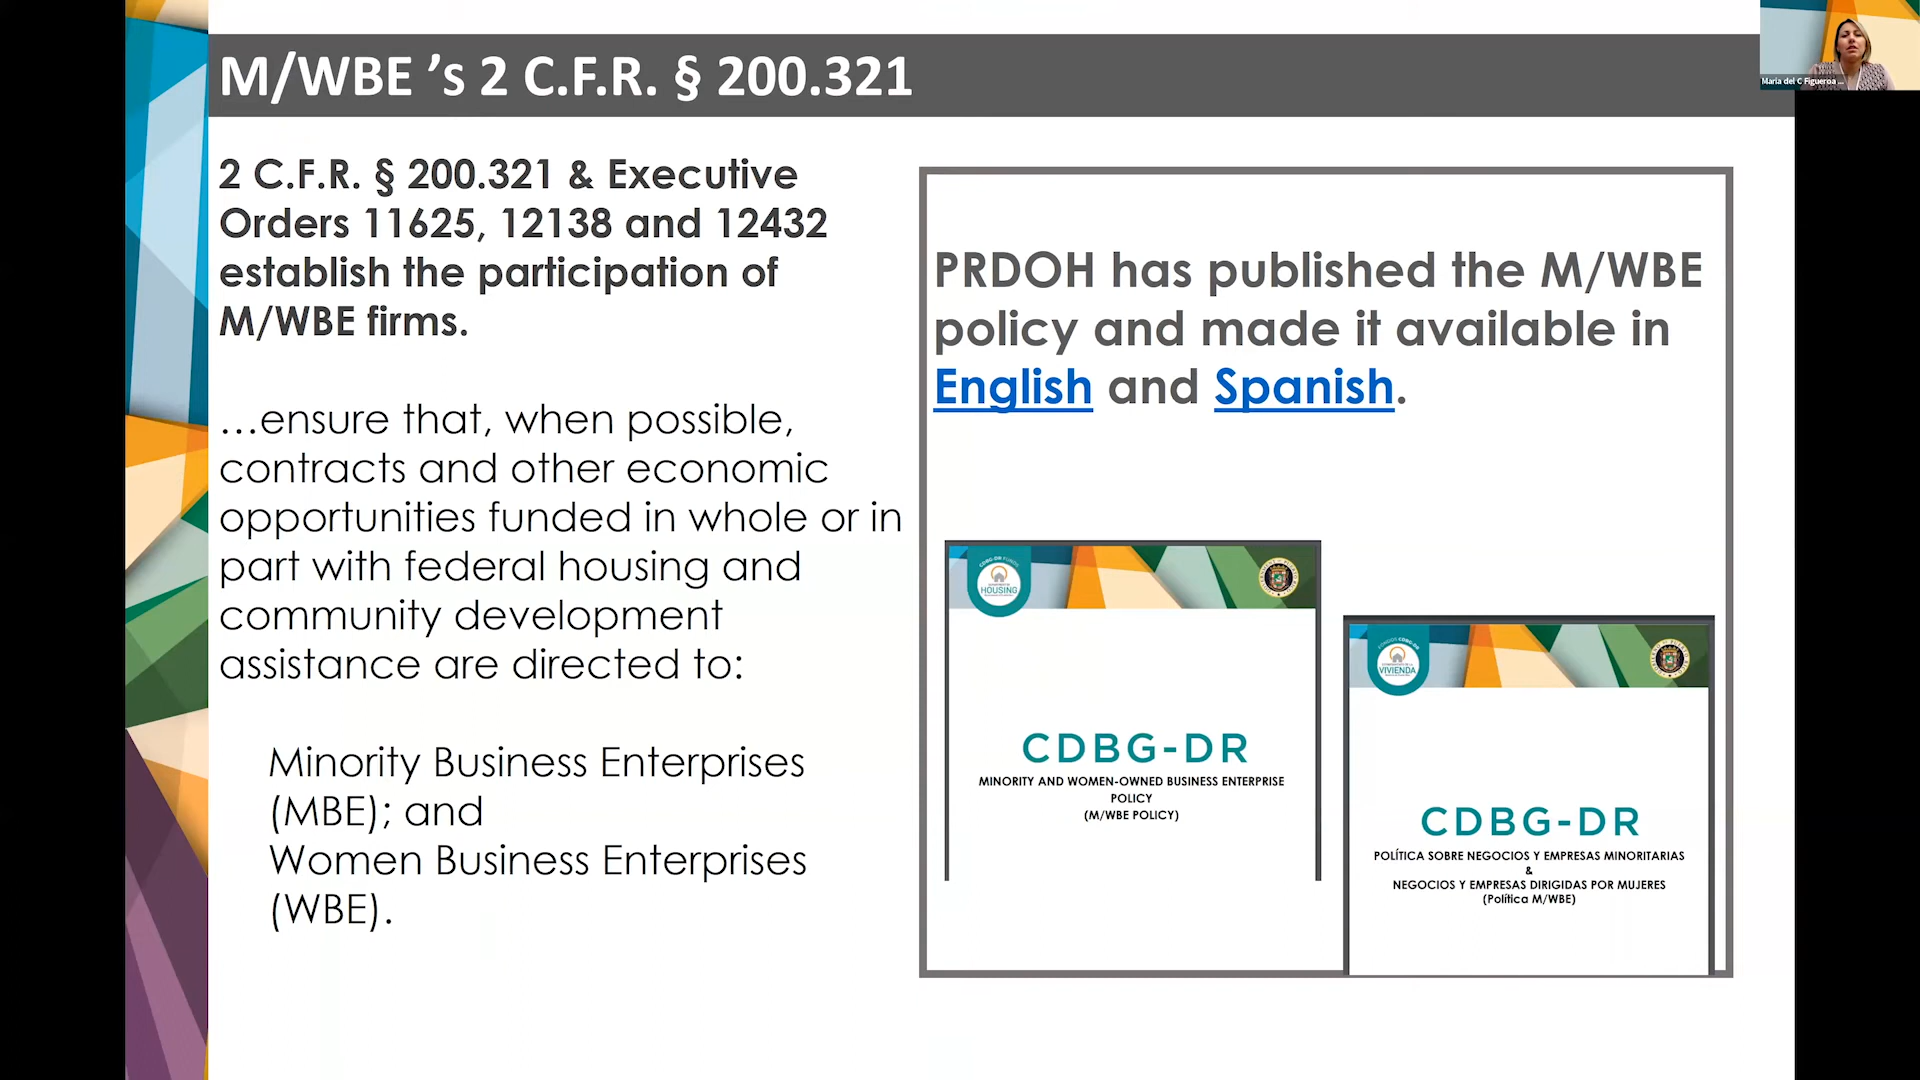 M/WBE ’s 2 C.F.R. § 200.321
Maria del C Figueroa ...
2 C.F.R. § 200.321 & Executive
Orders 11625, 12138 and 12432
establish the participation of
M/WBE firms.
...ensure that, when possible,
contracts and other economic
opportunities funded in whole or in
part with federal housing and
community development
assistance are directed to:
Minority Business Enterprises
(MBE); and
Women Business Enterprises
(WBE).
PRDOH has published the M/WBE
policy and made it available in
English and Spanish.
CDBG-DR
HOUSING
CDBG-DR
MINORITY AND WOMEN-OWNED BUSINESS ENTERPRISE
POLICY
(M/WBE POLICY)
CDBG-DR
VIVIENDA
CDBG-DR
POLÍTICA SOBRE NEGOCIOS Y EMPRESAS MINORITARIAS
&
NEGOCIOS Y EMPRESAS DIRIGIDAS POR MUJERES
(Política M/WBE)